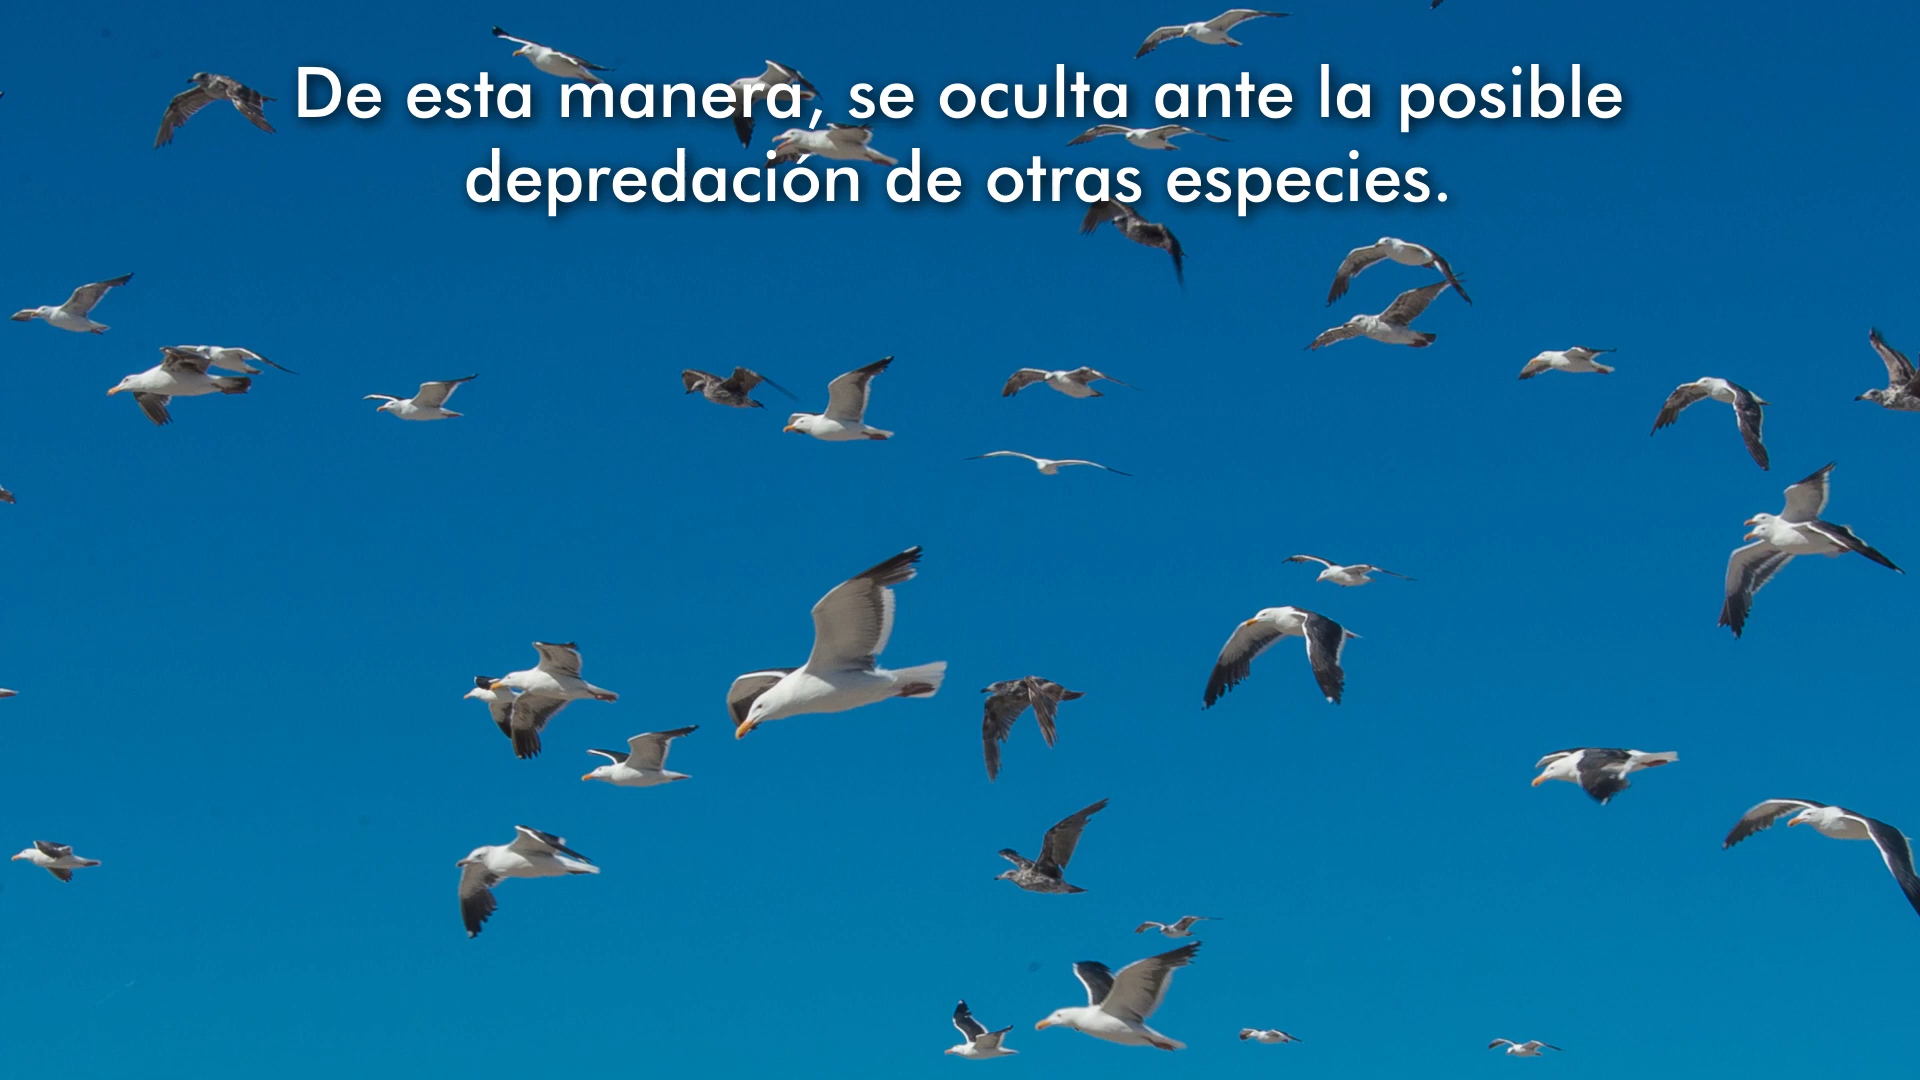 De esta manera, se oculta ante la posible
depredación de otras especies.